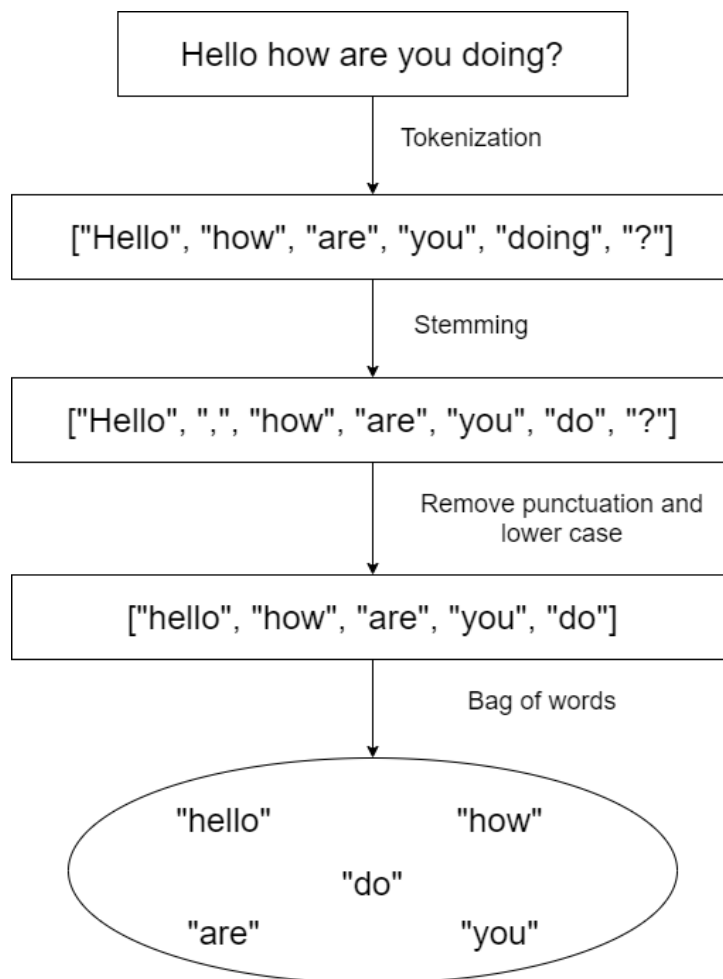 Hello how are you doing?
Tokenization
["Hello", "how", "are", "you", "doing", "?"]
Stemming
["Hello", ",", "how", "are", "you", "do", "?"]
Remove punctuation and
lower case
["hello", "how", "are", "you", "do"]
Bag of words
"hello" "how"
"do"
"are" "you"